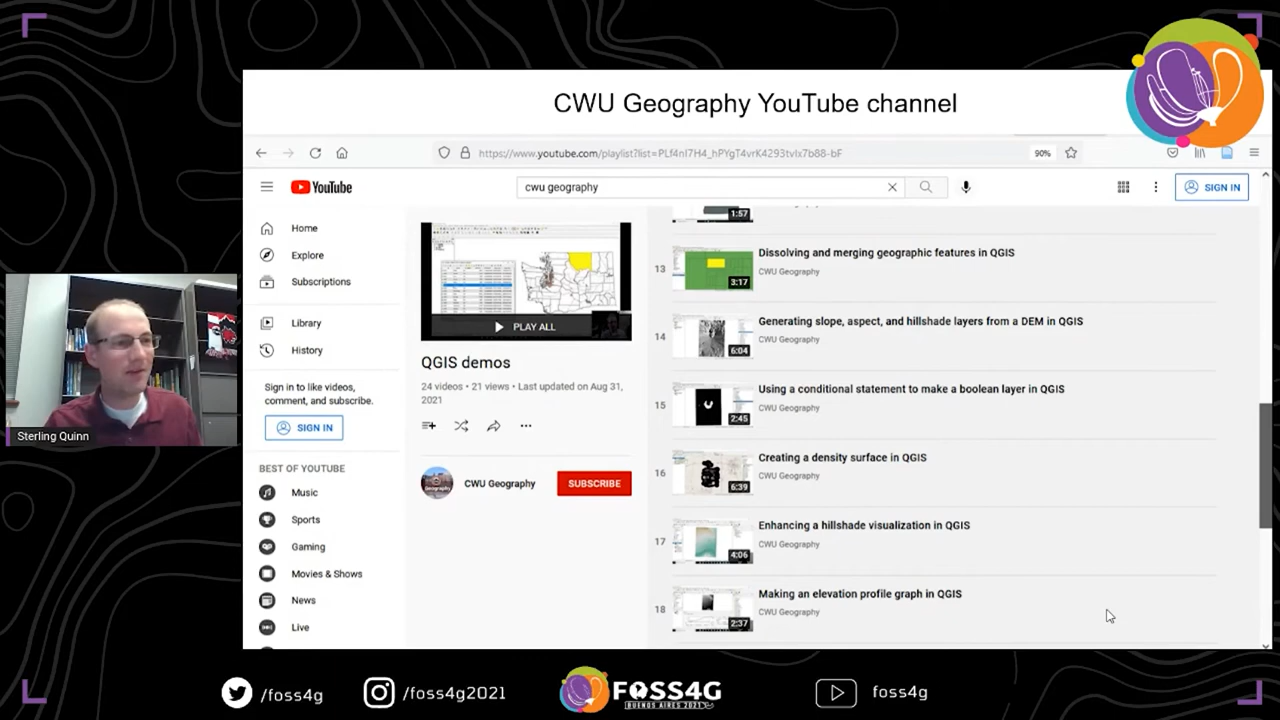 CWU Geography YouTube channel
https://www.youtube.com/playlist?list=PLf4nI7H4_hPYgT4vrK4293tvIx7b88-bF
90%
YouTube
cwu geography
SIGN IN
Home
Explore
Subscriptions
Library
History
Sign in to like videos,
comment, and subscribe.
SIGN IN
BEST OF YOUTUBE
Music
Sports
Gaming
Movies & Shows
News
Live
PLAY ALL
QGIS demos
24 videos • 21 views • Last updated on Aug 31,
2021
CWU Geography
SUBSCRIBE
1:57
13
3:17
Dissolving and merging geographic features in QGIS
CWU Geography
14
6:04
Generating slope, aspect, and hillshade layers from a DEM in QGIS
CWU Geography
15
2:45
Using a conditional statement to make a boolean layer in QGIS
CWU Geography
16
6:39
Creating a density surface in QGIS
CWU Geography
17
4:06
Enhancing a hillshade visualization in QGIS
CWU Geography
18
2:37
Making an elevation profile graph in QGIS
CWU Geography
Sterling Quinn
/foss4g
/foss4g2021
FOSS4G
BUENOS AIRES 2021
foss4g